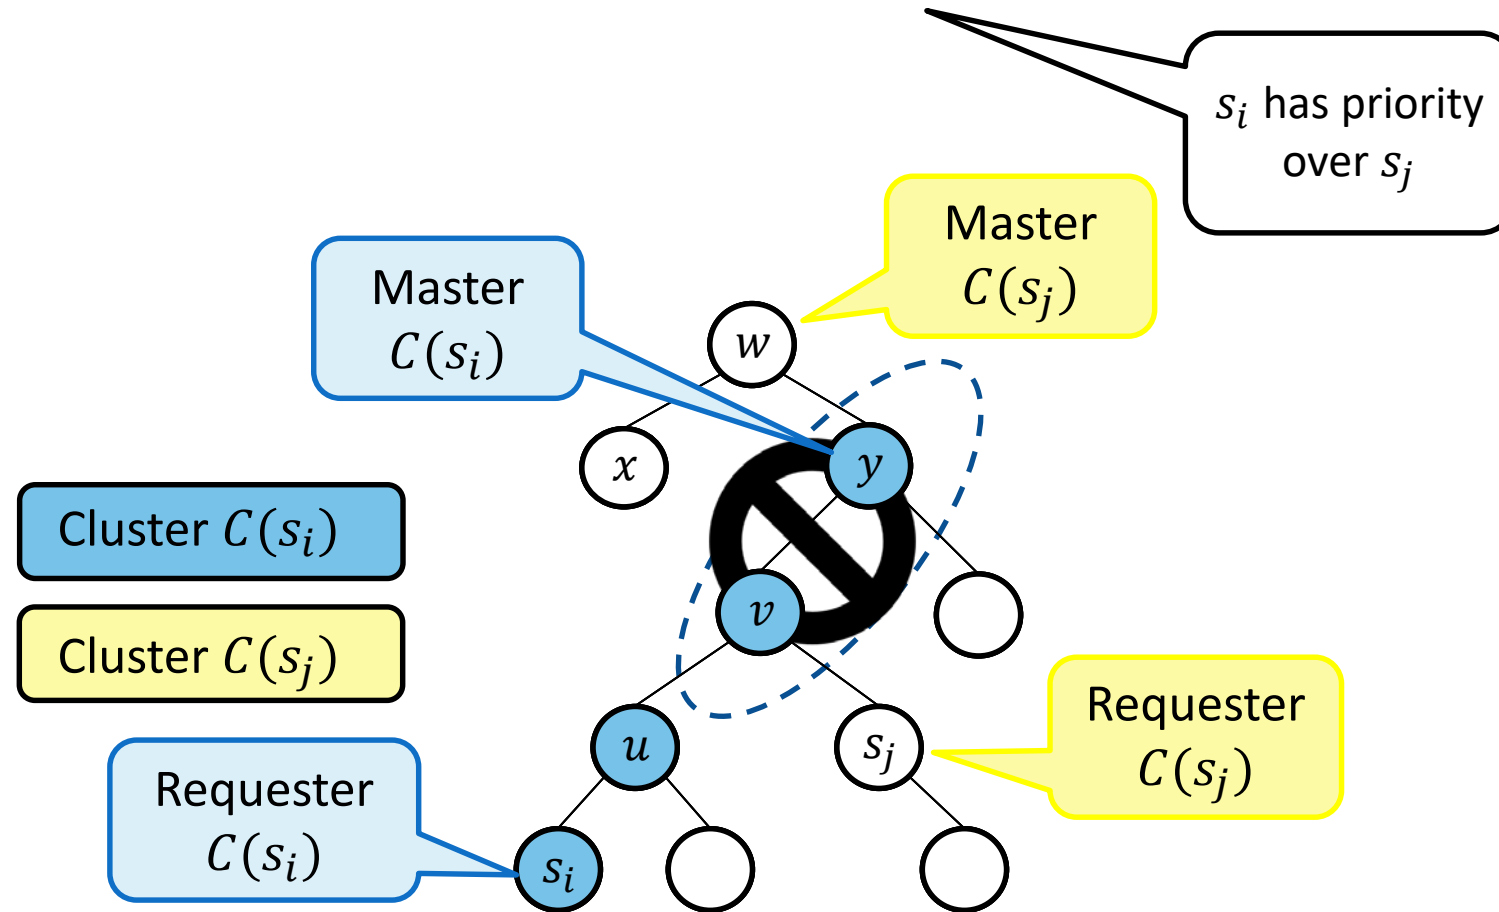 s_i has priority
over s_j
Master
C(s_j)
Master
C(s_i)
w
x
y
Cluster C(s_i)
v
Cluster C(s_j)
u
s_j
Requester
C(s_j)
Requester
C(s_i)
s_i